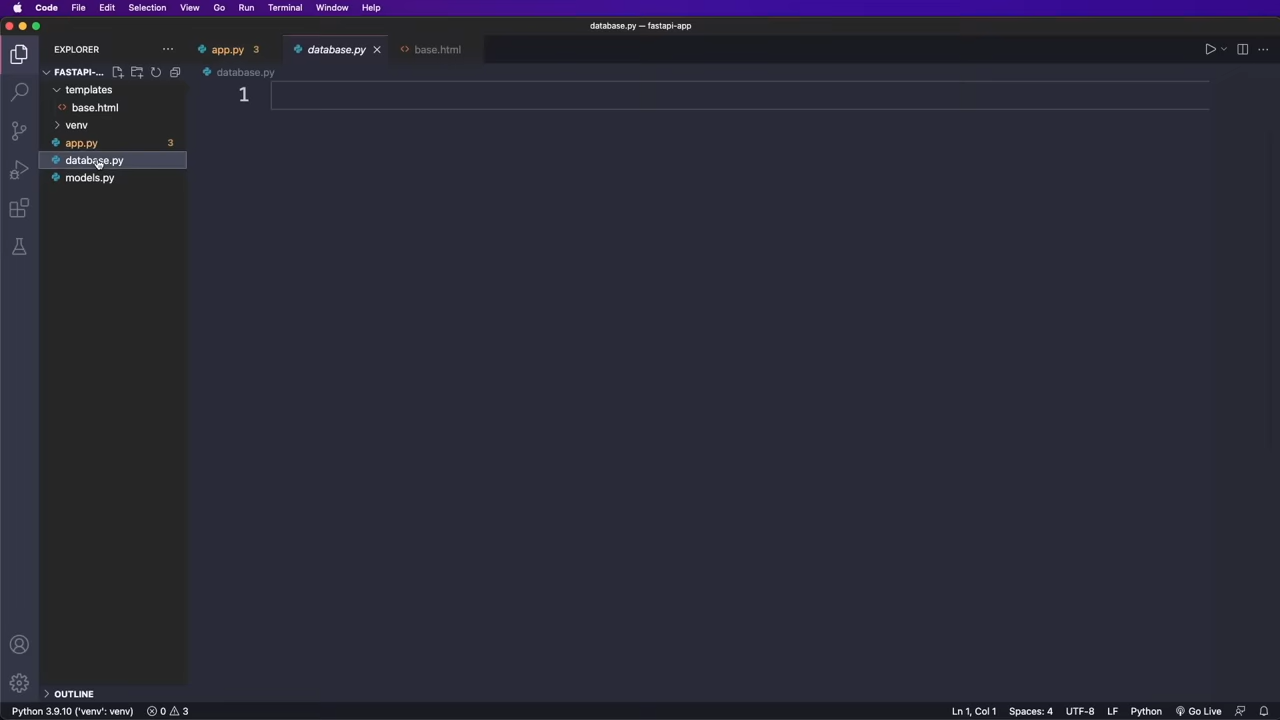 Code File Edit Selection View Go Run Terminal Window Help
database.py — fastapi-app
EXPLORER
app.py 3
database.py
base.html
FASTAPI-...
database.py
templates
base.html
venv
app.py 3
database.py
models.py
1
OUTLINE
Python 3.9.10 ('venv': venv) 0 3 Ln 1, Col 1 Spaces: 4 UTF-8 LF Python Go Live